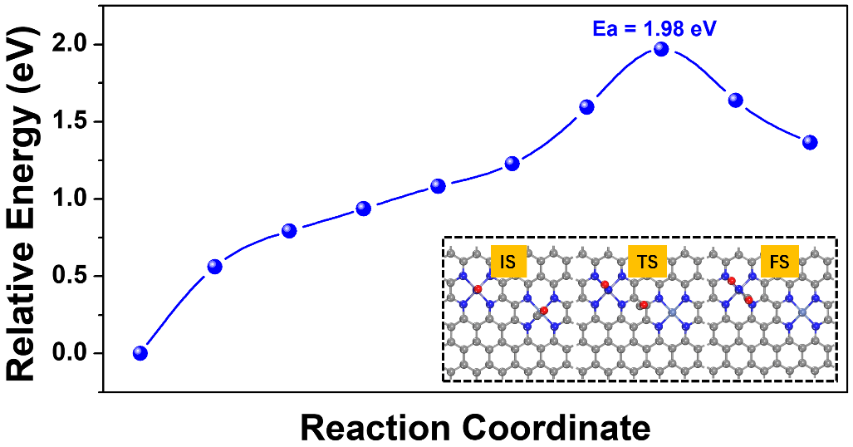 Ea = 1.98 eV
2.0
1.5
1.0
0.5
0.0
Relative Energy (eV)
IS TS FS
Reaction Coordinate